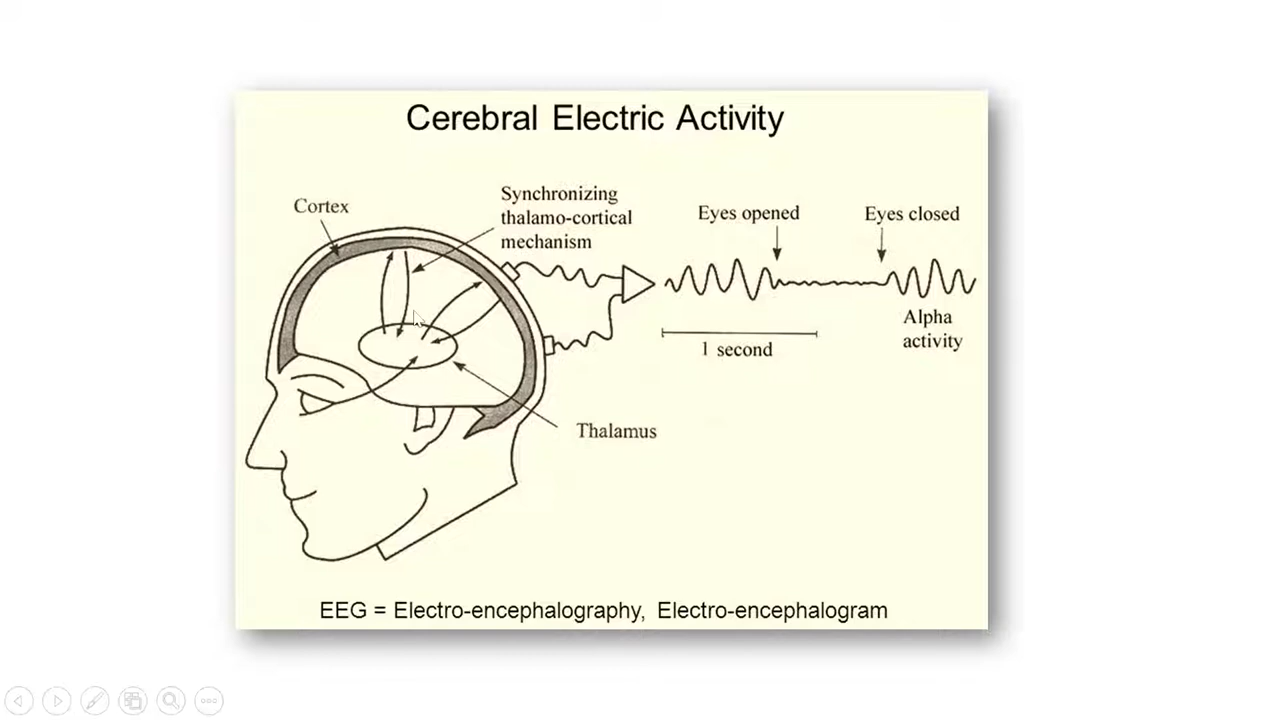 Cerebral Electric Activity
Cortex
Synchronizing
thalamo-cortical
mechanism
Eyes opened
Eyes closed
Alpha
activity
1 second
Thalamus
EEG = Electro-encephalography, Electro-encephalogram